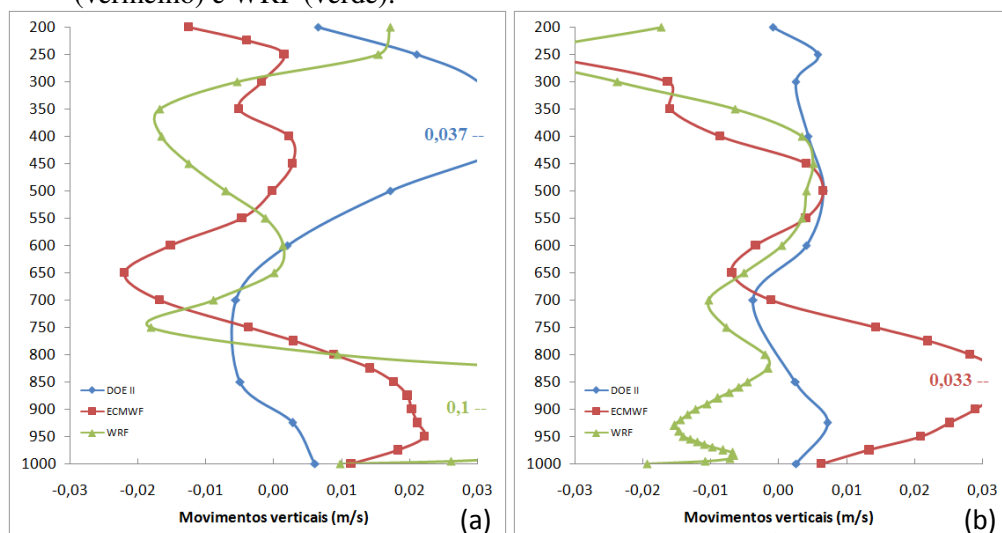 (vermelho) e WRF (verde).
200
250
300
350
400
450
500
550
600
650
700
750
800
850
900
950
1000
0,037 --
0,1 --
DOE II
ECMWF
WRF
-0,03 -0,02 -0,01 0,00 0,01 0,02 0,03
Movimentos verticais (m/s)
(a)
200
250
300
350
400
450
500
550
600
650
700
750
800
850
900
950
1000
0,033 --
DOE II
ECMWF
WRF
-0,03 -0,02 -0,01 0,00 0,01 0,02 0,03
Movimentos verticais (m/s)
(b)